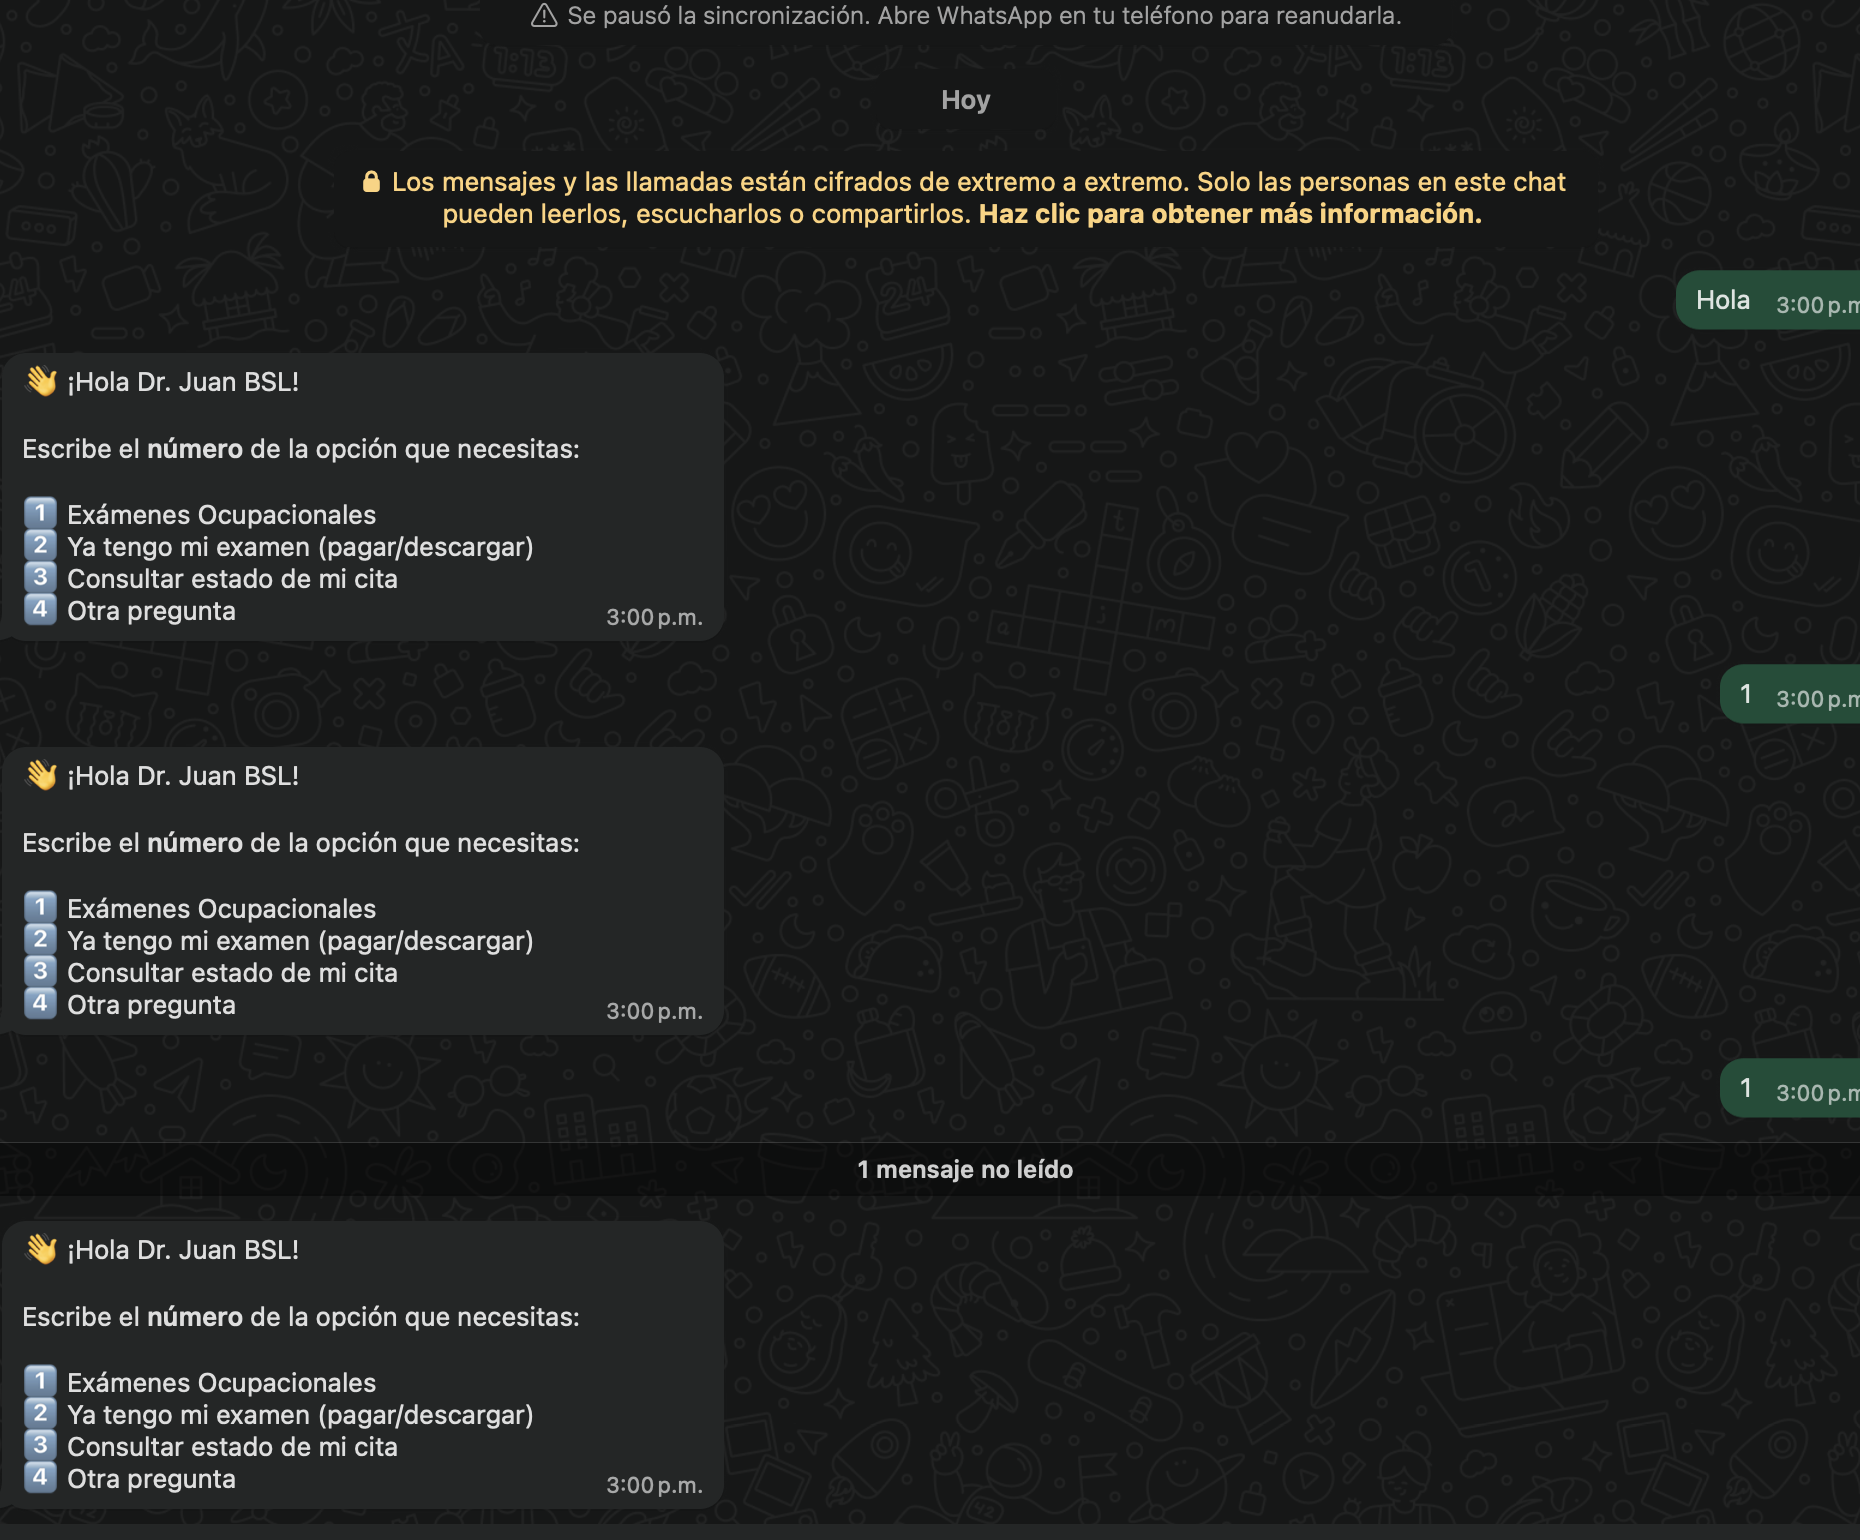 ⚠ Se pausó la sincronización. Abre WhatsApp en tu teléfono para reanudarla.
Hoy
🔒 Los mensajes y las llamadas están cifrados de extremo a extremo. Solo las personas en este chat
pueden leerlos, escucharlos o compartirlos. Haz clic para obtener más información.
Hola 3:00 p.m
👋 ¡Hola Dr. Juan BSL!
Escribe el número de la opción que necesitas:
1️⃣ Exámenes Ocupacionales
2️⃣ Ya tengo mi examen (pagar/descargar)
3️⃣ Consultar estado de mi cita
4️⃣ Otra pregunta 3:00 p.m.
1 3:00 p.m
👋 ¡Hola Dr. Juan BSL!
Escribe el número de la opción que necesitas:
1️⃣ Exámenes Ocupacionales
2️⃣ Ya tengo mi examen (pagar/descargar)
3️⃣ Consultar estado de mi cita
4️⃣ Otra pregunta 3:00 p.m.
1 3:00 p.m
1 mensaje no leído
👋 ¡Hola Dr. Juan BSL!
Escribe el número de la opción que necesitas:
1️⃣ Exámenes Ocupacionales
2️⃣ Ya tengo mi examen (pagar/descargar)
3️⃣ Consultar estado de mi cita
4️⃣ Otra pregunta 3:00 p.m.